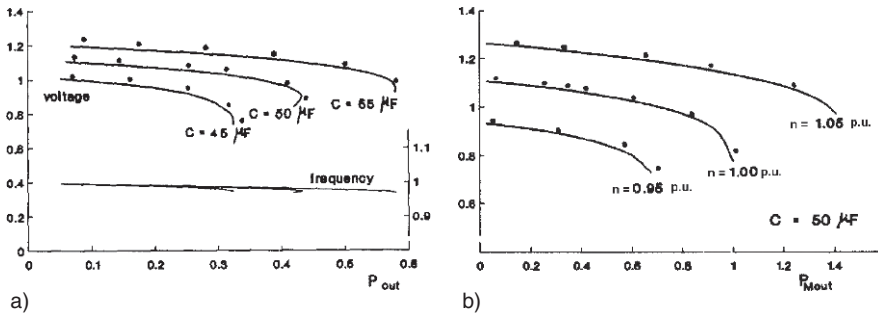 1.4
1.2
1
0.8
0.6
0.4
0.2
0
voltage
C = 45 μF
C = 50 μF
C = 55 μF
frequency
1.1
1
0.9
0
0.1
0.2
0.3
0.4
0.5
0.6
P out
a)
1.4
1.2
1
0.8
0.6
n = 1.05 p.u.
n = 1.00 p.u.
n = 0.95 p.u.
C = 50 μF
0
0.2
0.4
0.6
0.8
1
1.2
1.4
P Mout
b)